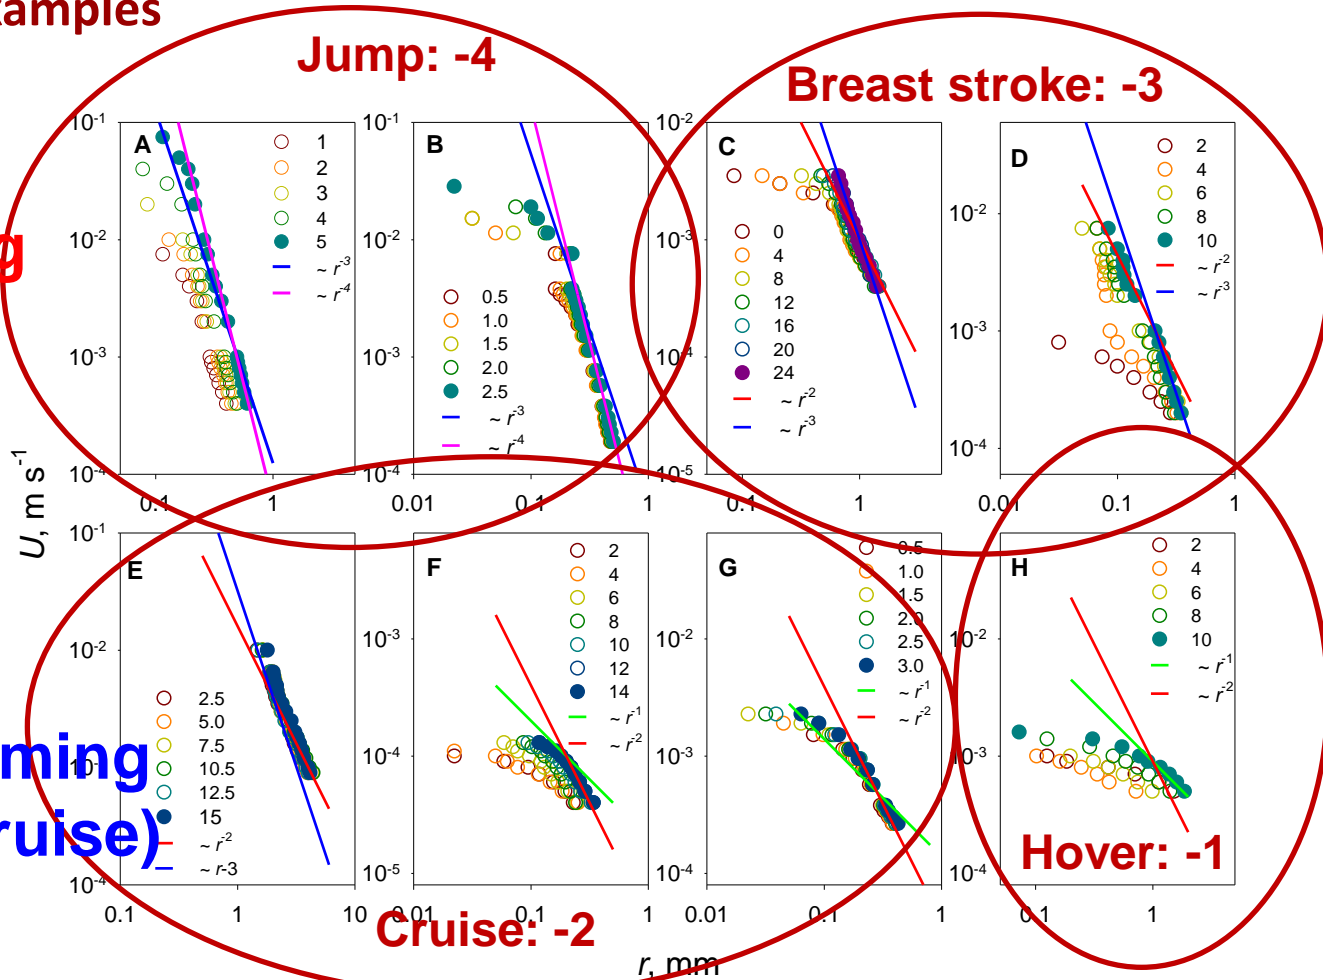 xamples
Jump: -4
Breast stroke: -3
10-1
10-2
10-3
10-4
A
1
2
3
4
5
~ r-3
~ r-4
0.1
1
10-1
10-2
10-3
10-4
B
0.5
1.0
1.5
2.0
2.5
~ r-3
~ r-4
0.01
0.1
1
10-2
10-3
10-4
10-5
C
0
4
8
12
16
20
24
~ r-2
~ r-3
0.1
1
10-2
10-3
10-4
D
2
4
6
8
10
~ r-2
~ r-3
0.01
0.1
1
g
U, m s-1
10-1
10-2
10-3
10-4
E
2.5
5.0
7.5
10.5
12.5
15
~ r-2
~ r-3
0.1
1
10
ming
ruise)
10-3
10-4
10-5
F
2
4
6
8
10
12
14
~ r-1
~ r-2
0.01
0.1
1
10-2
10-3
10-4
G
0.5
1.0
1.5
2.0
2.5
3.0
~ r-1
~ r-2
0.01
0.1
1
10-2
10-3
10-4
H
2
4
6
8
10
~ r-1
~ r-2
0.1
1
Hover: -1
Cruise: -2
r, mm